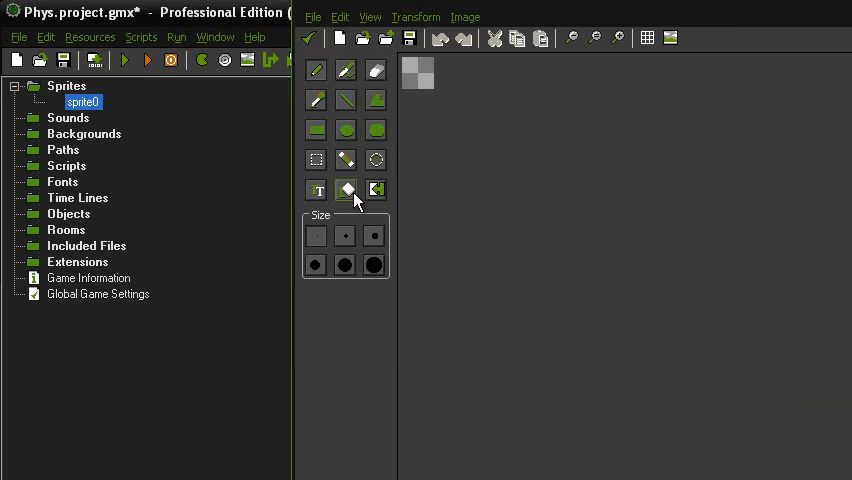 Phys.project.gmx* - Professional Edition (
File Edit Resources Scripts Run Window Help
File Edit View Transform Image
Sprites
sprite0
Sounds
Backgrounds
Paths
Scripts
Fonts
Time Lines
Objects
Rooms
Included Files
Extensions
Game Information
Global Game Settings
Size